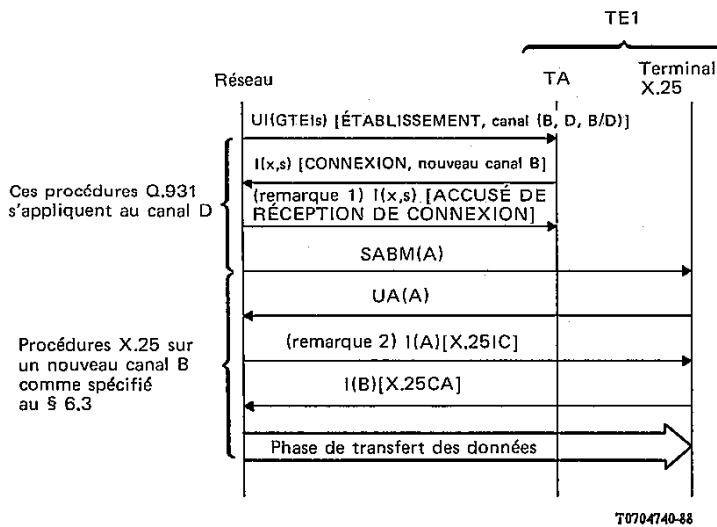 TE1
Réseau
TA
Terminal
X.25
UI(GTEIs) [ÉTABLISSEMENT, canal (B, D, B/D)]
I(x,s) [CONNEXION, nouveau canal B]
Ces procédures Q.931
s'appliquent au canal D
(remarque 1) I(x,s) [ACCUSÉ DE
RÉCEPTION DE CONNEXION]
SABM(A)
UA(A)
Procédures X.25 sur
un nouveau canal B
comme spécifié
au § 6.3
(remarque 2) I(A)[X.25IC]
I(B)[X.25CA]
Phase de transfert des données
T0704740-88